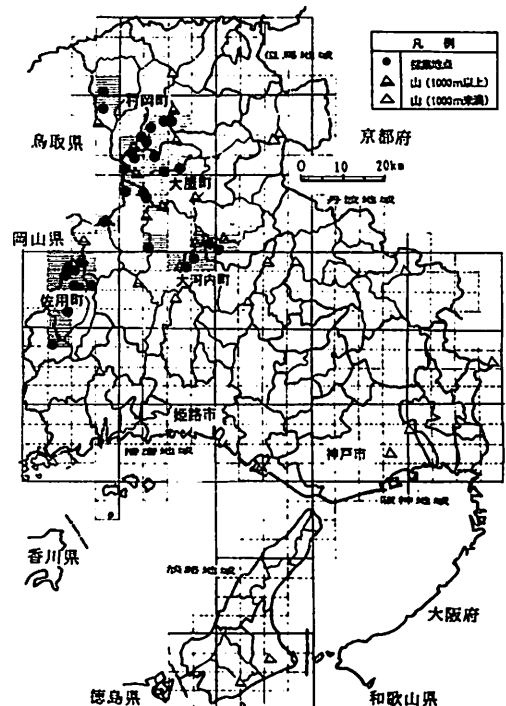 但馬地域
凡 例
採集地点
山 (1000m以上)
山 (1000m未満)
村岡町
鳥取県
京都府
0 10 20km
大屋町
丹波地域
岡山県
大河内町
佐用町
姫路市
播磨地域
神戸市
阪神地域
香川県
淡路地域
大阪府
徳島県
和歌山県